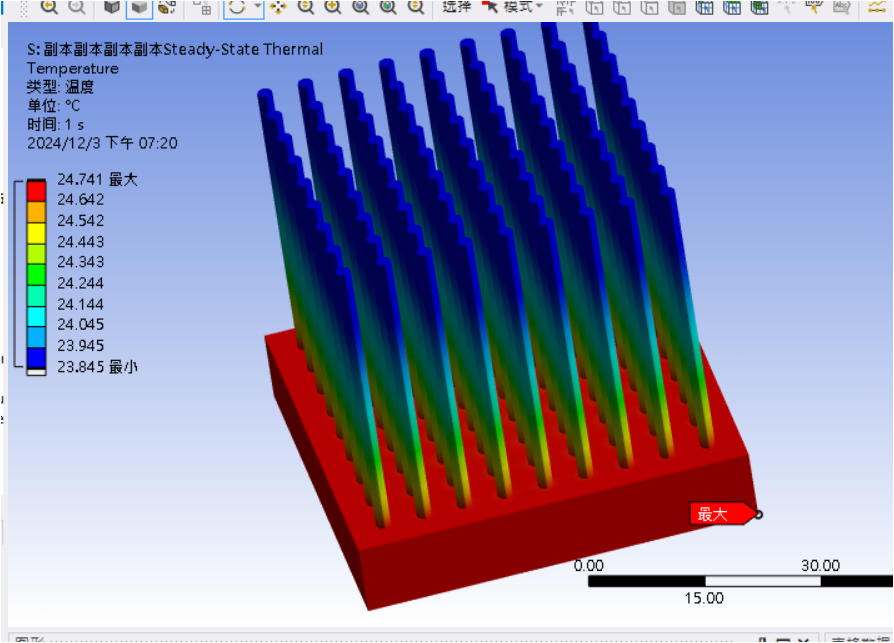 选择
模式
S: 副本副本副本副本Steady-State Thermal
Temperature
类型: 温度
单位: °C
时间: 1 s
2024/12/3 下午 07:20
24.741 最大
24.642
24.542
24.443
24.343
24.244
24.144
24.045
23.945
23.845 最小
最大
0.00
30.00
15.00